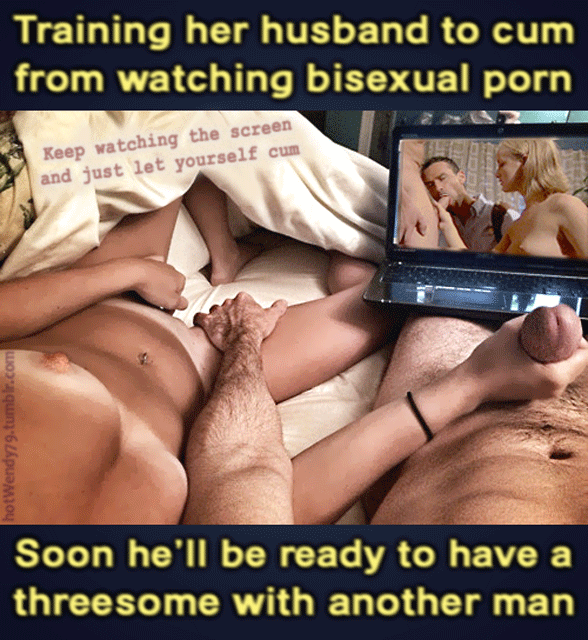 Training her husband to cum
from watching bisexual porn
Keep watching the screen
and just let yourself cum
hotWendy79.tumblr.com
Soon he'll be ready to have a
threesome with another man